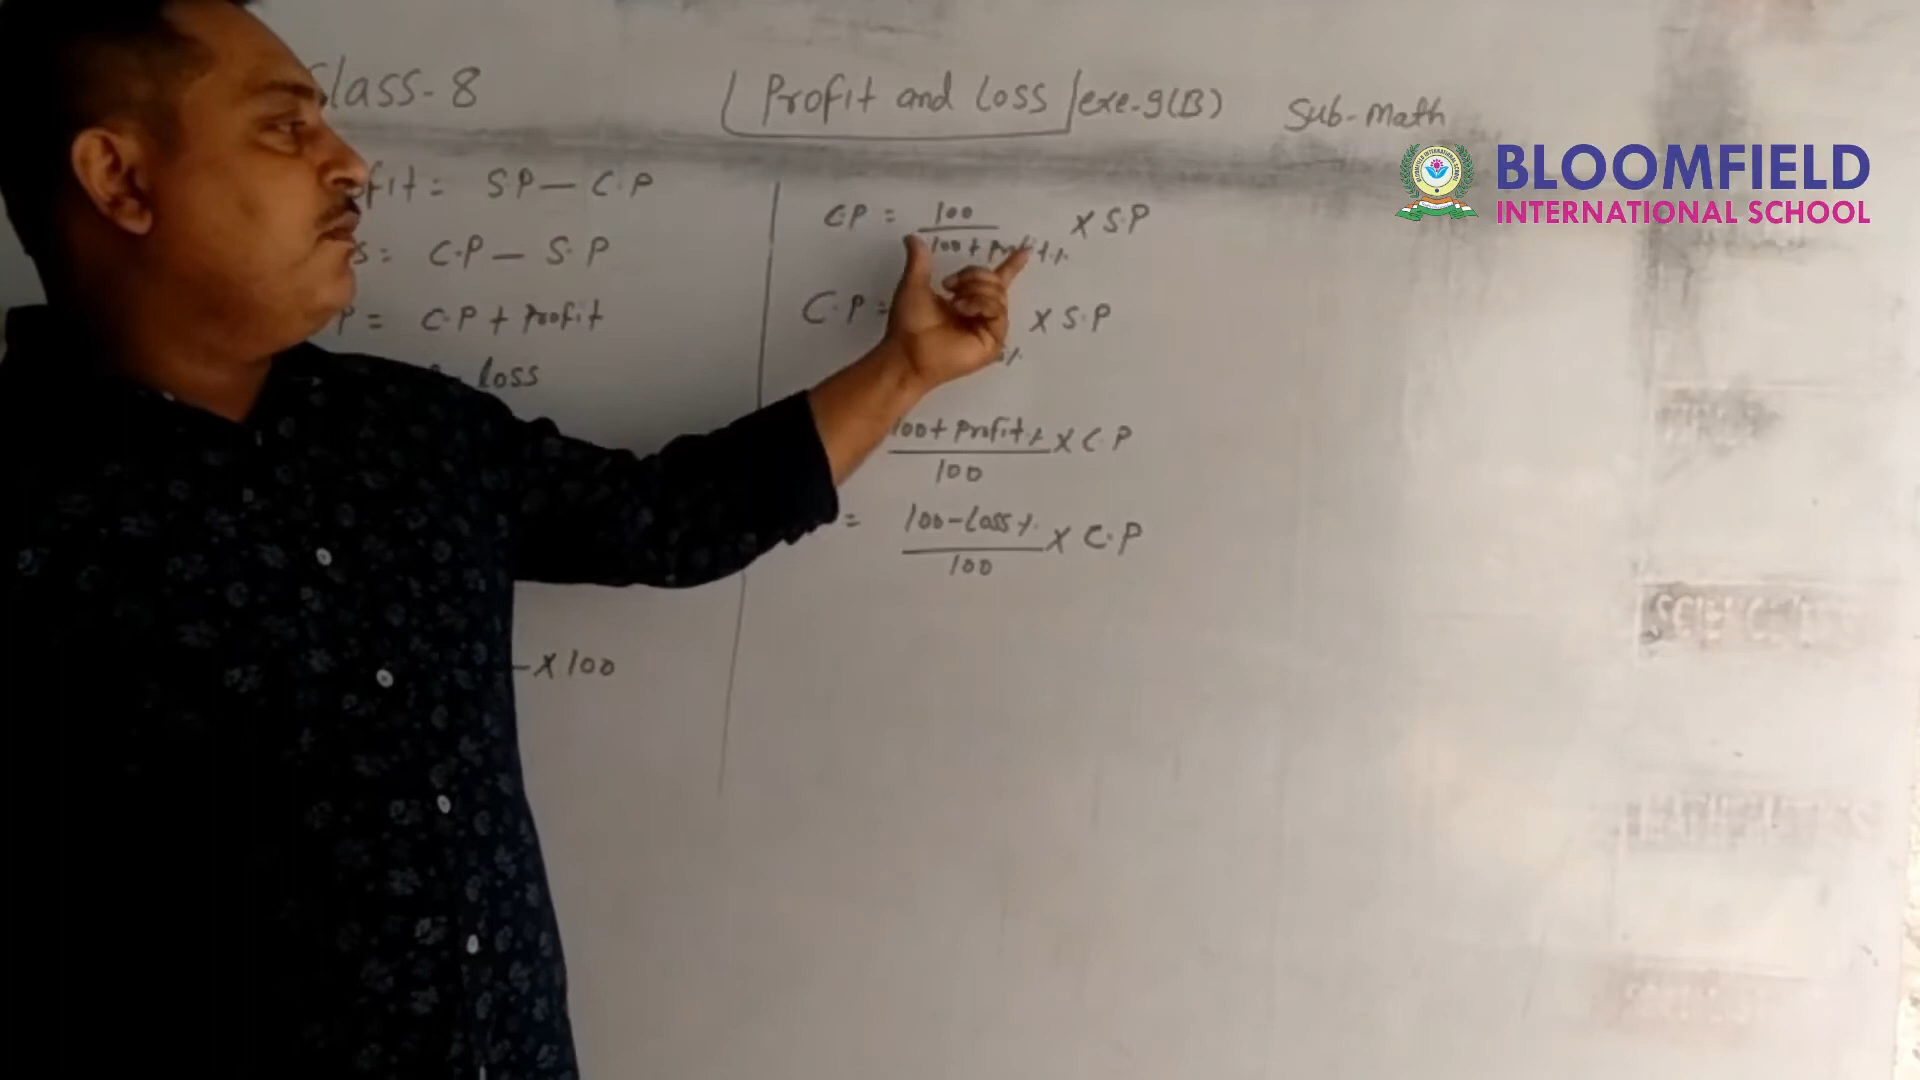 Class-8
Profit and Loss exe-9(B) Sub-Math
BLOOMFIELD
INTERNATIONAL SCHOOL
fit = SP - C.P
s = C.P - S.P
P = C.P + Profit
loss
- X 100
C.P = 100 / 100 + Profit% X S.P
C.P = X S.P
100 + Profit% / 100 X C.P
= 100 - Loss% / 100 X C.P